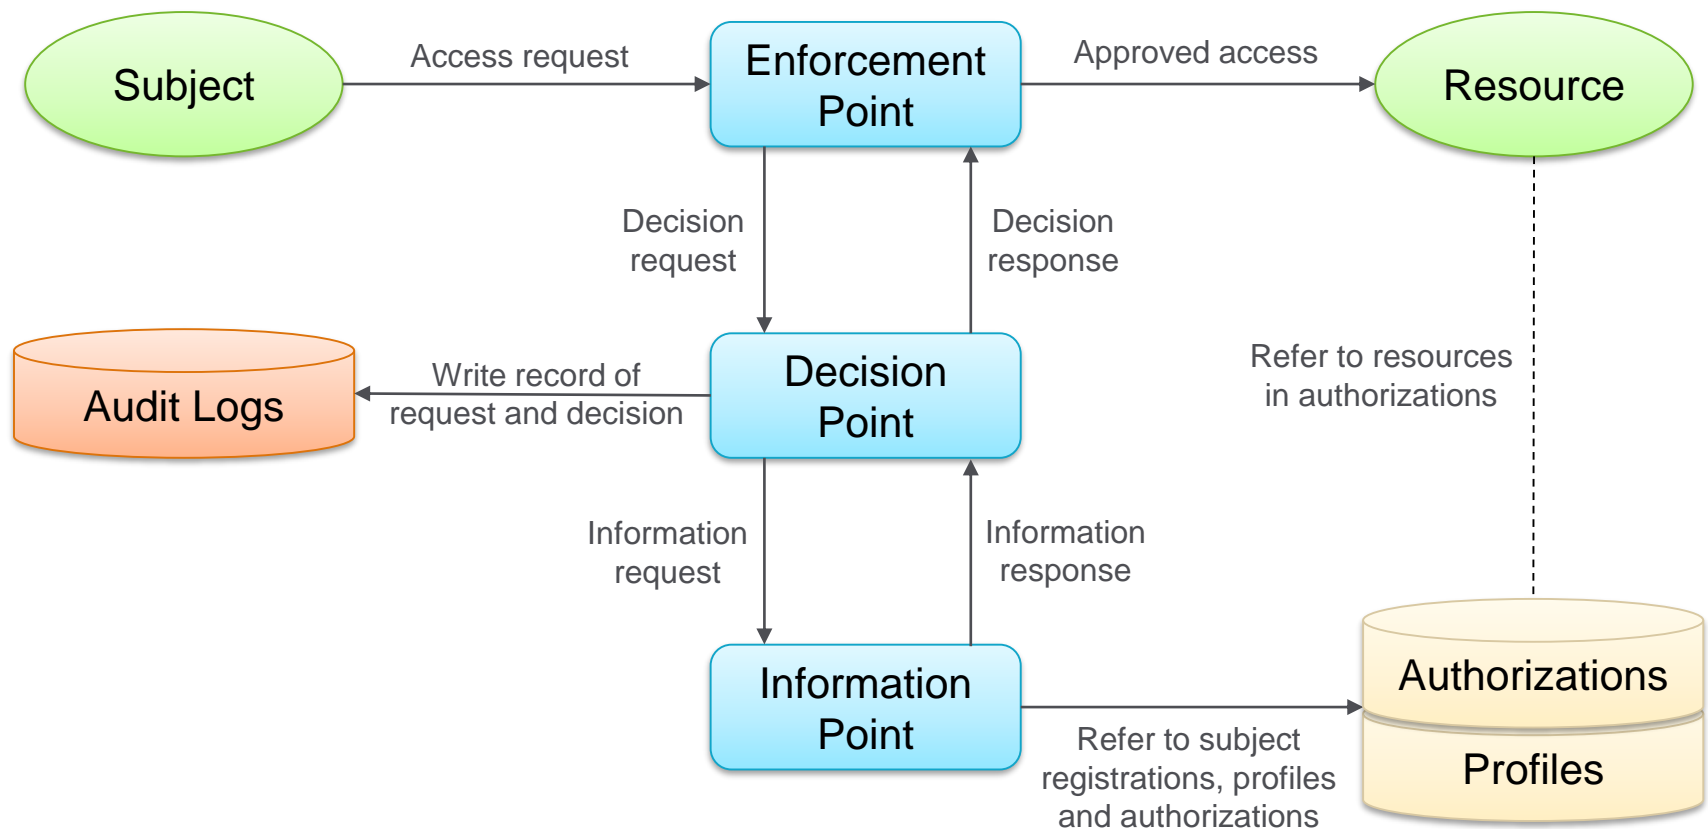 Subject
Access request
Enforcement
Point
Approved access
Resource
Decision
request
Decision
response
Audit Logs
Write record of
request and decision
Decision
Point
Refer to resources
in authorizations
Information
request
Information
response
Information
Point
Refer to subject
registrations, profiles
and authorizations
Authorizations
Profiles